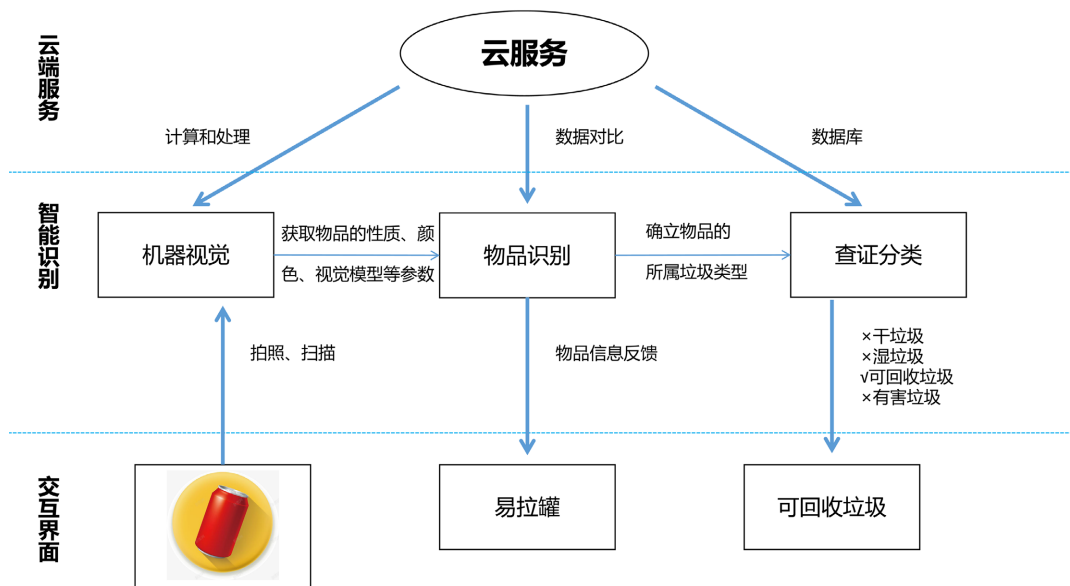 云端服务
云服务
计算和处理
数据对比
数据库
智能识别
机器视觉
获取物品的性质、颜
色、视觉模型等参数
物品识别
确立物品的
所属垃圾类型
查证分类
拍照、扫描
物品信息反馈
×干垃圾
×湿垃圾
√可回收垃圾
×有害垃圾
交互界面
易拉罐
可回收垃圾